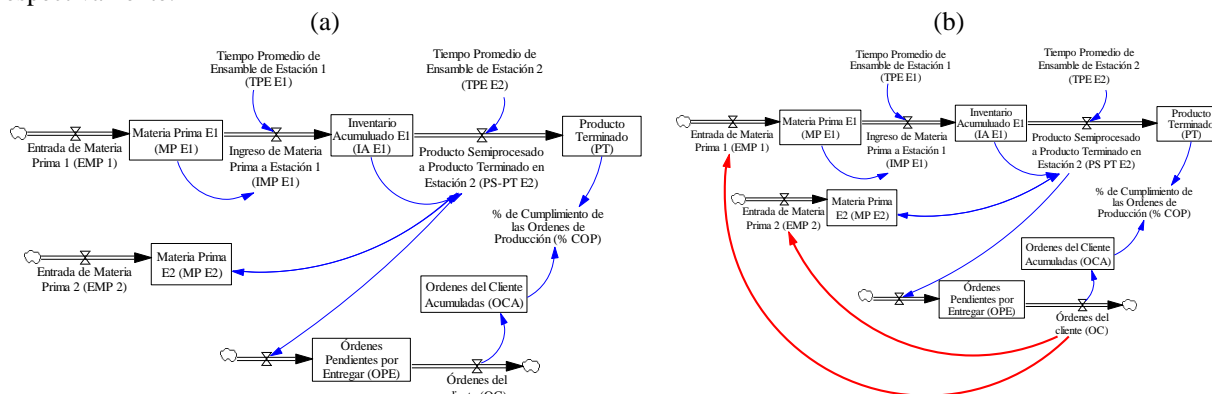 (a)
Tiempo Promedio de
Ensamble de Estación 1
(TPE E1)
Tiempo Promedio de
Ensamble de Estación 2
(TPE E2)
Materia Prima E1
(MP E1)
Inventario
Acumuluado E1
(IA E1)
Producto
Terminado
(PT)
Entrada de Materia
Prima 1 (EMP 1)
Ingreso de Materia
Prima a Estación 1
(IMP E1)
Producto Semiprocesado
a Producto Terminado en
Estación 2 (PS-PT E2)
% de Cumplimiento de
las Ordenes de
Producción (% COP)
Materia Prima
E2 (MP E2)
Entrada de Materia
Prima 2 (EMP 2)
Ordenes del Cliente
Acumuladas (OCA)
Órdenes
Pendientes por
Entregar (OPE)
Órdenes del
(b)
Tiempo Promedio de
Ensamble de Estación 1
(TPE E1)
Tiempo Promedio de
Ensamble de Estación 2
(TPE E2)
Materia Prima E1
(MP E1)
Inventario
Acumuluado E1
(IA E1)
Producto
Terminado
(PT)
Entrada de Materia
Prima 1 (EMP 1)
Ingreso de Materia
Prima a Estación 1
(IMP E1)
Producto Semiprocesado
a Producto Terminado en
Estación 2 (PS PT E2)
Materia Prima
E2 (MP E2)
Entrada de Materia
Prima 2 (EMP 2)
% de Cumplimiento de
las Ordenes de
Producción (% COP)
Ordenes del Cliente
Acumuladas (OCA)
Órdenes
Pendientes por
Entregar (OPE)
Órdenes del
cliente (OC)